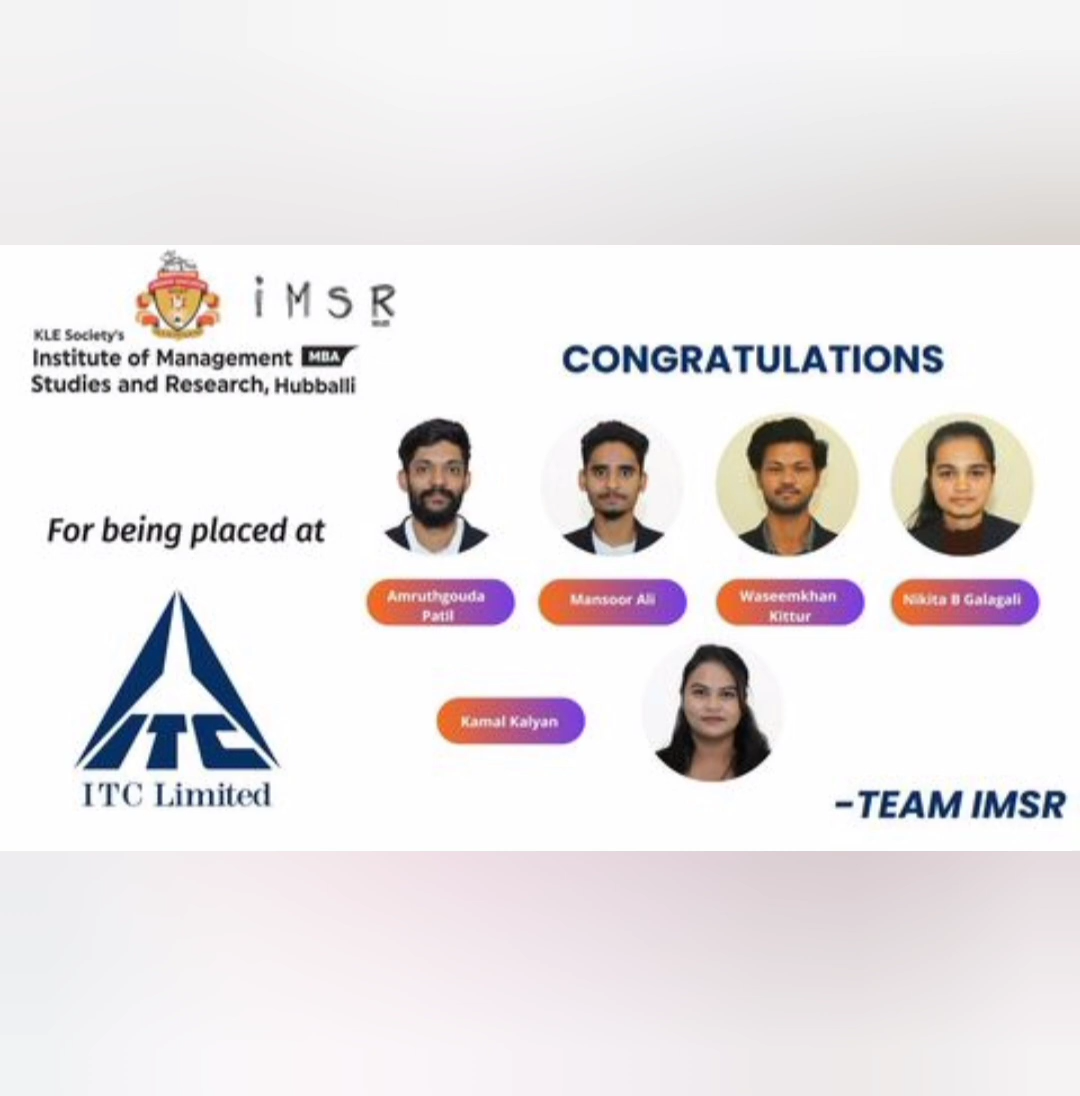 iMSR
KLE Society's
Institute of Management MBA
Studies and Research, Hubballi
CONGRATULATIONS
For being placed at
Amruthgouda
Patil
Mansoor Ali
Waseemkhan
Kittur
Nikita B Galagali
Kamal Kalyan
ITC
ITC Limited
-TEAM IMSR